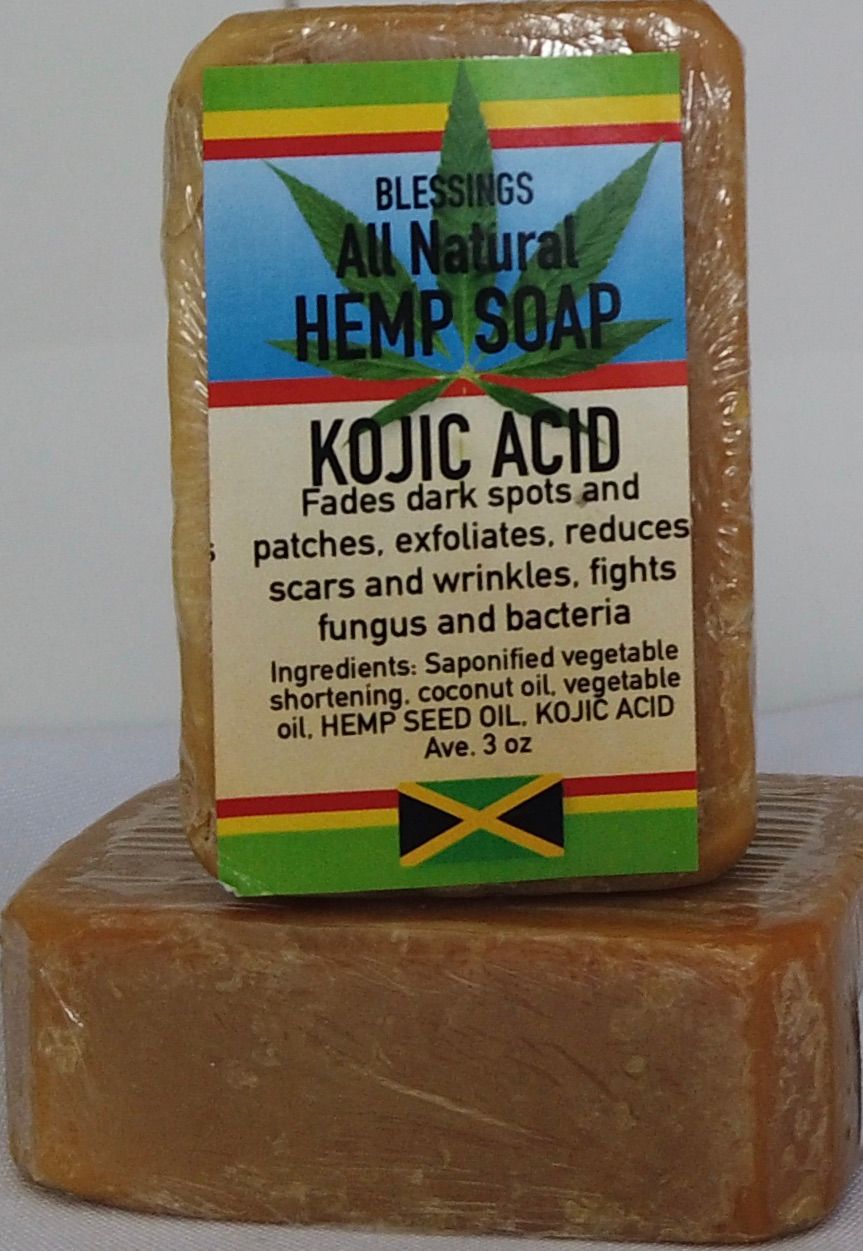 BLESSINGS
All Natural
HEMP SOAP
KOJIC ACID
Fades dark spots and
patches, exfoliates, reduces
scars and wrinkles, fights
fungus and bacteria
Ingredients: Saponified vegetable
shortening, coconut oil, vegetable
oil, HEMP SEED OIL, KOJIC ACID
Ave. 3 oz